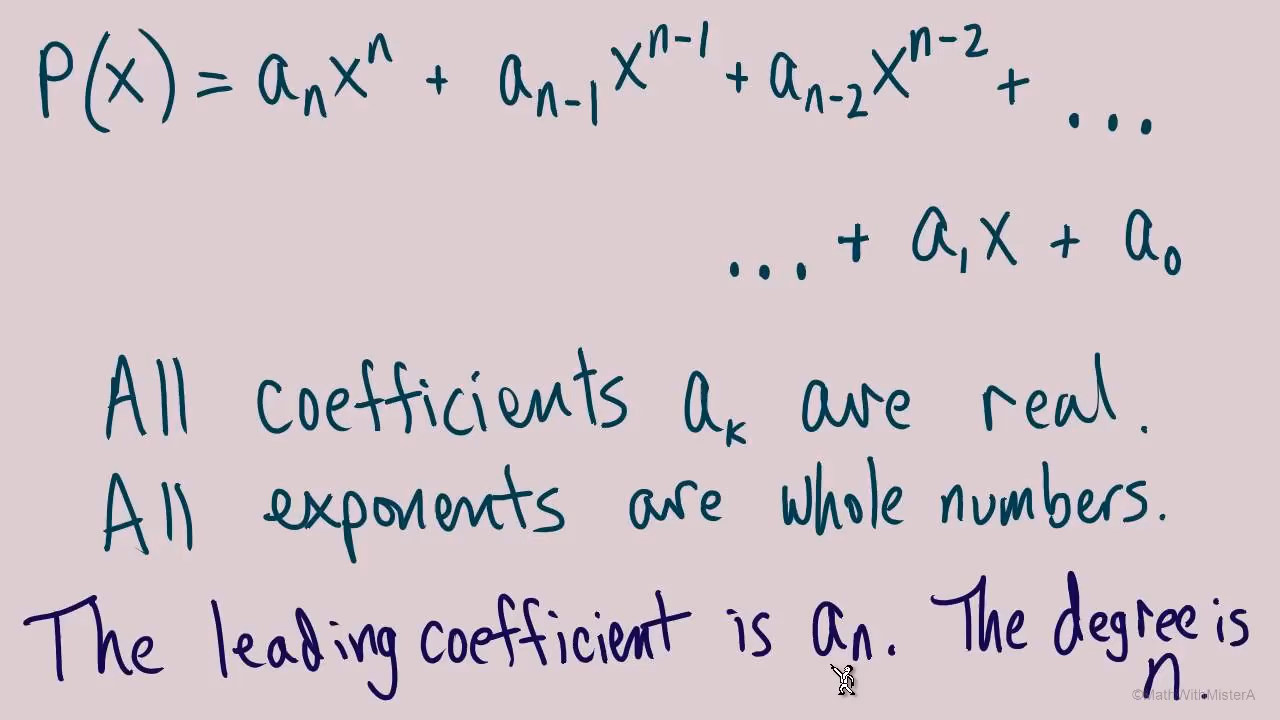 P(x) = aₙxⁿ + aₙ₋₁xⁿ⁻¹ + aₙ₋₂xⁿ⁻² + ...
... + a₁x + a₀
All coefficients aₖ are real.
All exponents are whole numbers.
The leading coefficient is aₙ. The degree is
n.
©MathWithMisterA